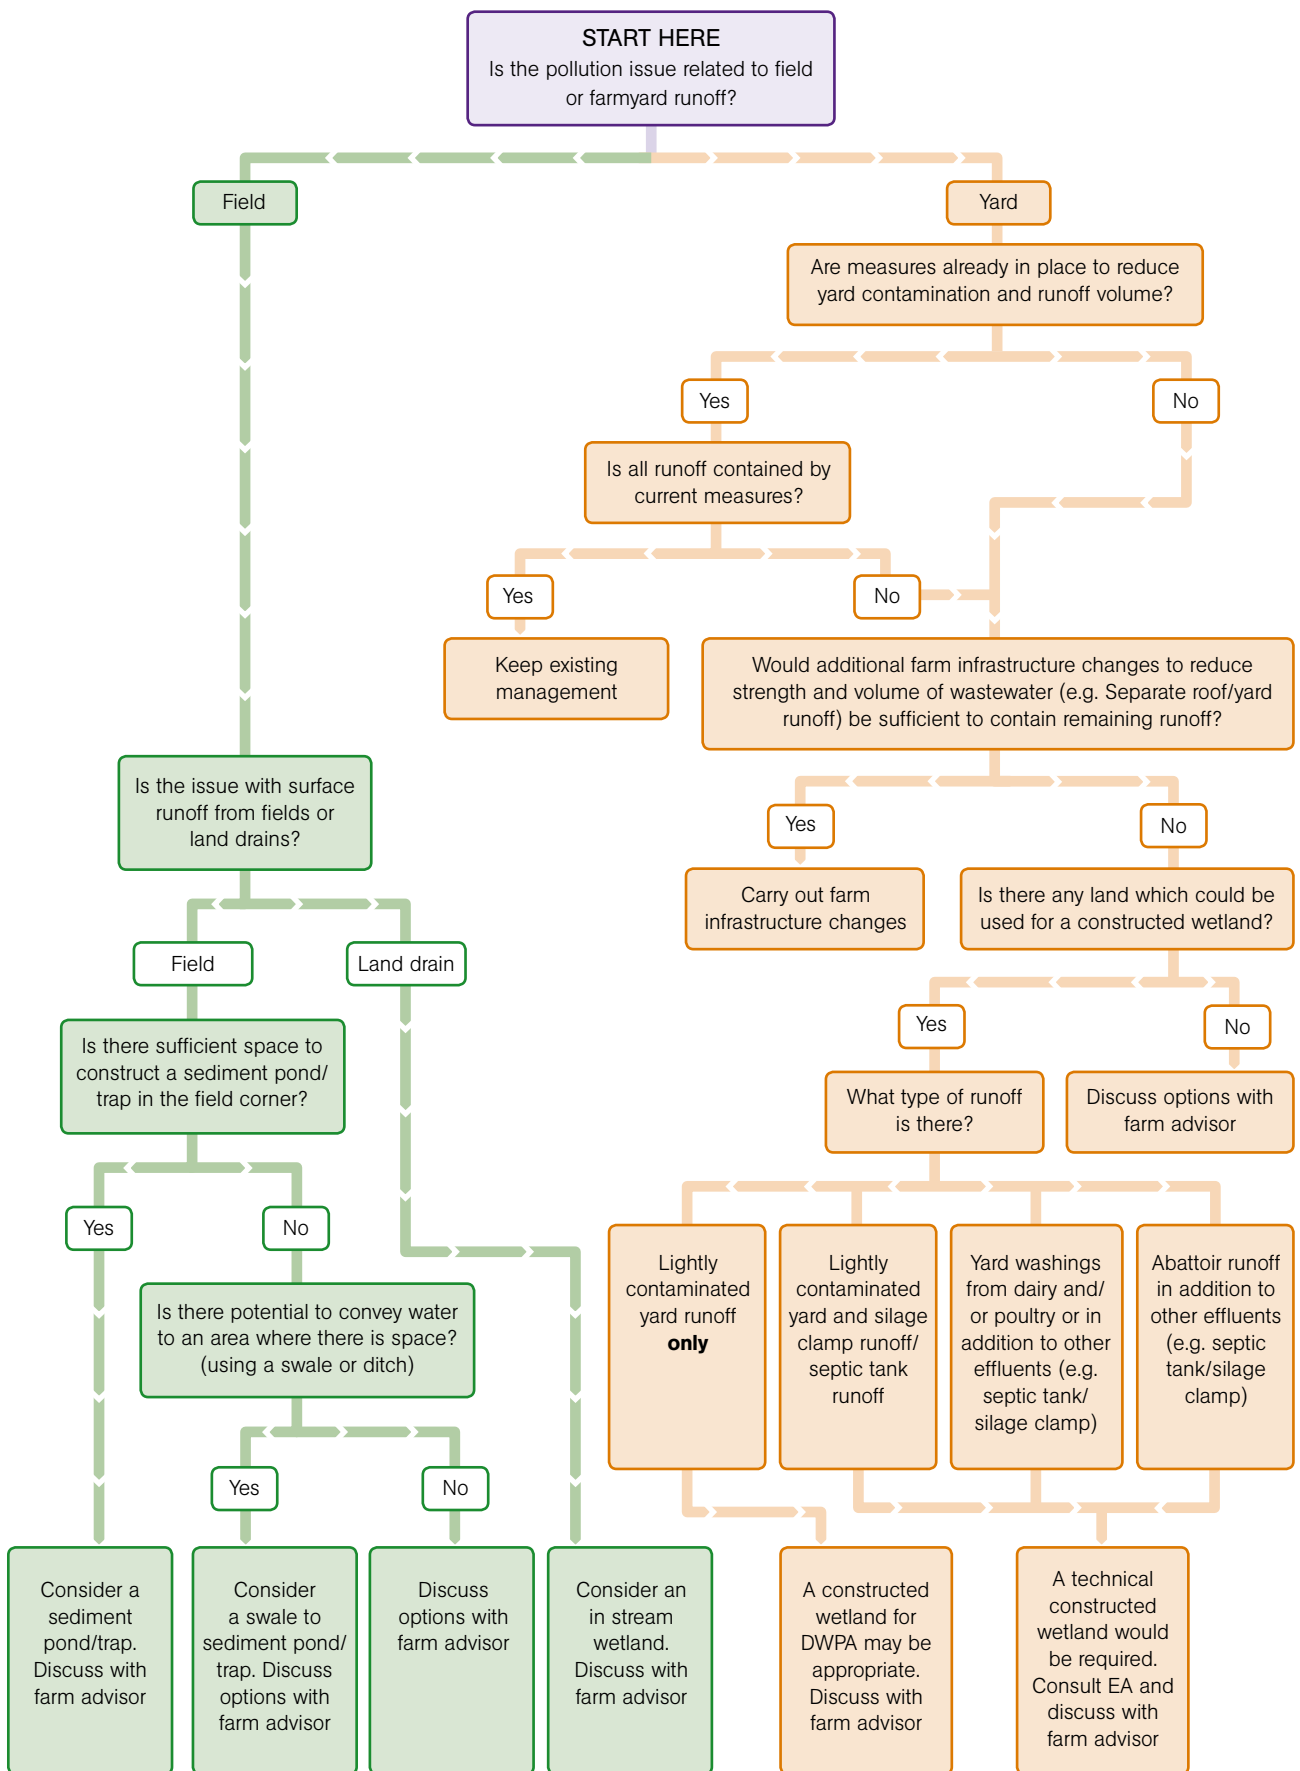 START HERE
Is the pollution issue related to field
or farmyard runoff?
Field
Yard
Are measures already in place to reduce
yard contamination and runoff volume?
Yes
No
Is all runoff contained by
current measures?
Yes
No
Keep existing
management
Would additional farm infrastructure changes to reduce
strength and volume of wastewater (e.g. Separate roof/yard
runoff) be sufficient to contain remaining runoff?
Is the issue with surface
runoff from fields or
land drains?
Yes
No
Carry out farm
infrastructure changes
Is there any land which could be
used for a constructed wetland?
Field
Land drain
Yes
No
Is there sufficient space to
construct a sediment pond/
trap in the field corner?
What type of runoff
is there?
Discuss options with
farm advisor
Yes
No
Lightly
contaminated
yard runoff
only
Lightly
contaminated
yard and silage
clamp runoff/
septic tank
runoff
Yard washings
from dairy and/
or poultry or in
addition to other
effluents (e.g.
septic tank/
silage clamp)
Abattoir runoff
in addition to
other effluents
(e.g. septic
tank/silage
clamp)
Is there potential to convey water
to an area where there is space?
(using a swale or ditch)
Yes
No
Consider a
sediment
pond/trap.
Discuss with
farm advisor
Consider
a swale to
sediment pond/
trap. Discuss
options with
farm advisor
Discuss
options with
farm advisor
Consider an
in stream
wetland.
Discuss with
farm advisor
A constructed
wetland for
DWPA may be
appropriate.
Discuss with
farm advisor
A technical
constructed
wetland would
be required.
Consult EA and
discuss with
farm advisor